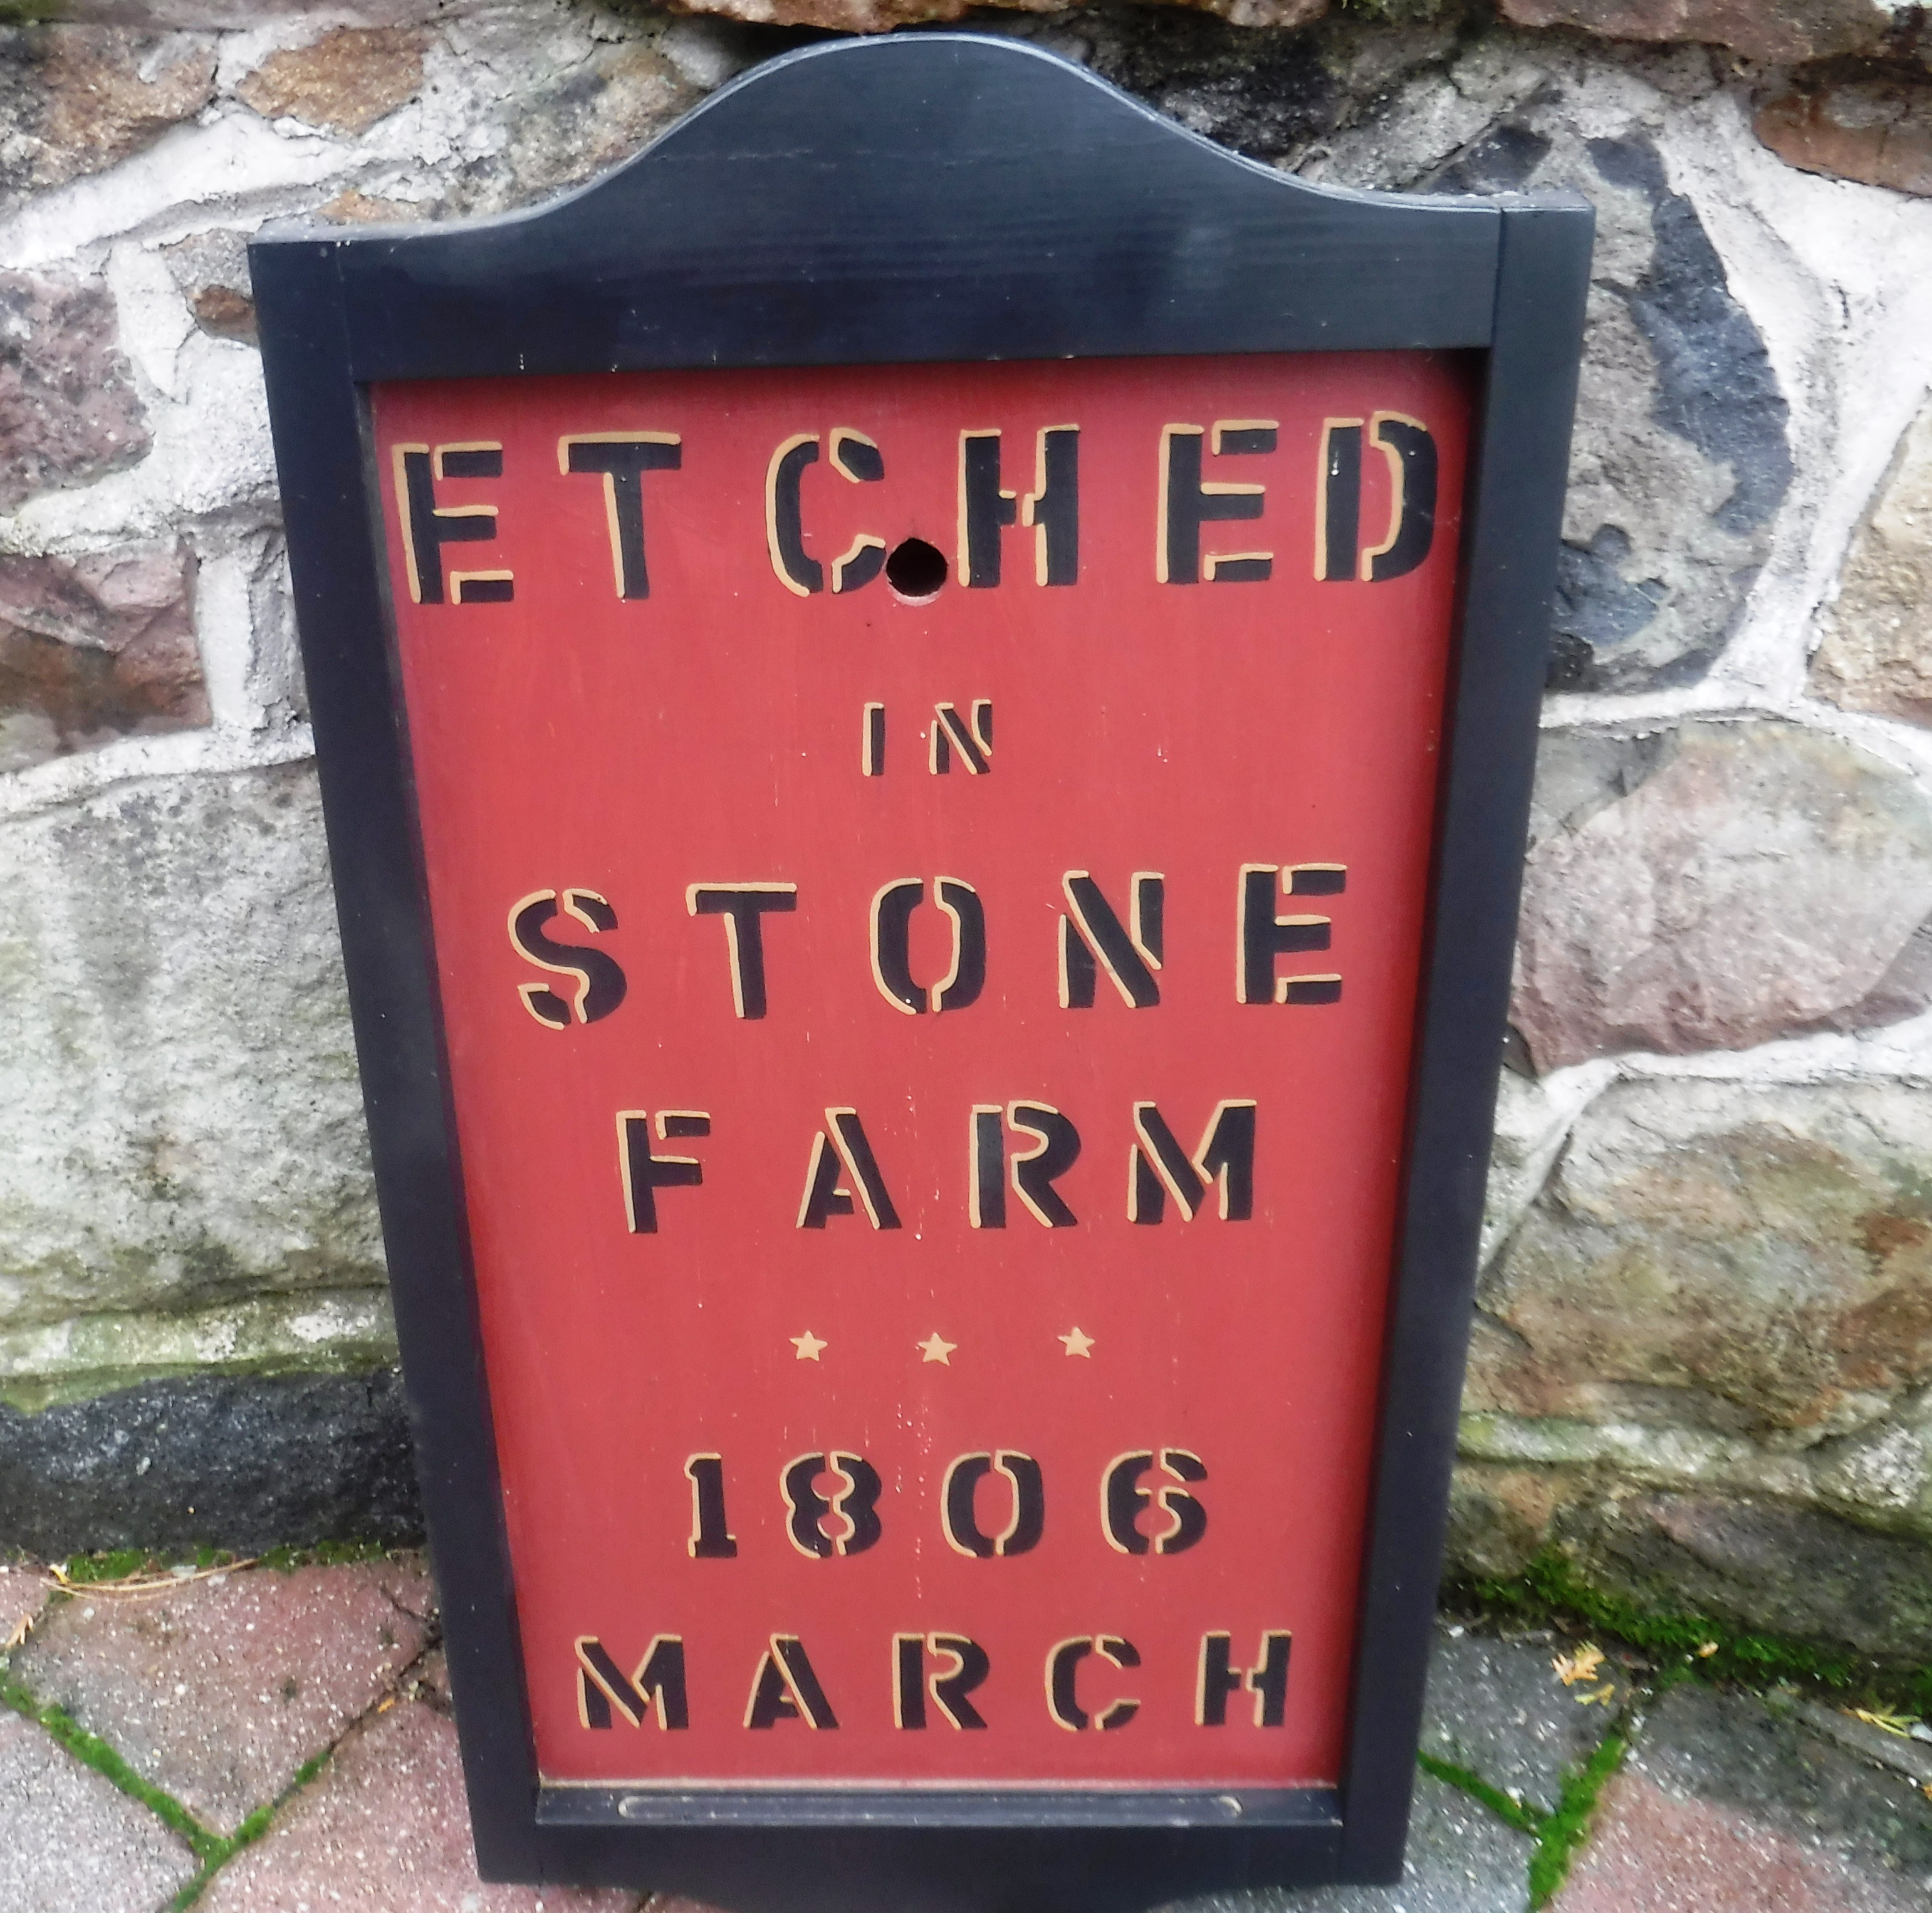 ETCHED
IN
STONE
FARM
1806
MARCH